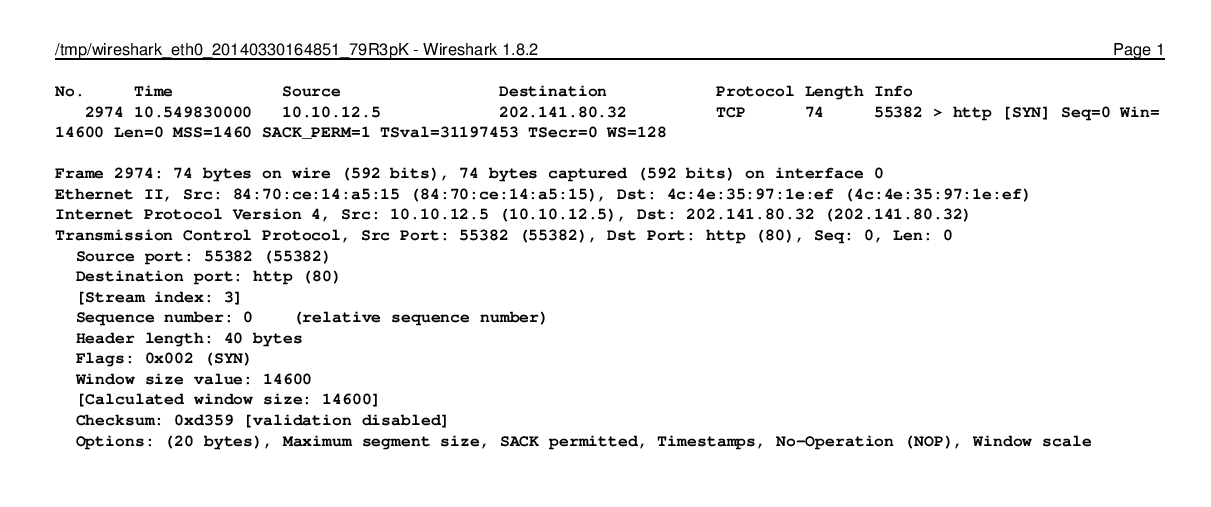 /tmp/wireshark_eth0_20140330164851_79R3pK - Wireshark 1.8.2 Page 1
No. Time Source Destination Protocol Length Info
2974 10.549830000 10.10.12.5 202.141.80.32 TCP 74 55382 > http [SYN] Seq=0 Win=
14600 Len=0 MSS=1460 SACK_PERM=1 TSval=31197453 TSecr=0 WS=128
Frame 2974: 74 bytes on wire (592 bits), 74 bytes captured (592 bits) on interface 0
Ethernet II, Src: 84:70:ce:14:a5:15 (84:70:ce:14:a5:15), Dst: 4c:4e:35:97:1e:ef (4c:4e:35:97:1e:ef)
Internet Protocol Version 4, Src: 10.10.12.5 (10.10.12.5), Dst: 202.141.80.32 (202.141.80.32)
Transmission Control Protocol, Src Port: 55382 (55382), Dst Port: http (80), Seq: 0, Len: 0
Source port: 55382 (55382)
Destination port: http (80)
[Stream index: 3]
Sequence number: 0 (relative sequence number)
Header length: 40 bytes
Flags: 0x002 (SYN)
Window size value: 14600
[Calculated window size: 14600]
Checksum: 0xd359 [validation disabled]
Options: (20 bytes), Maximum segment size, SACK permitted, Timestamps, No-Operation (NOP), Window scale